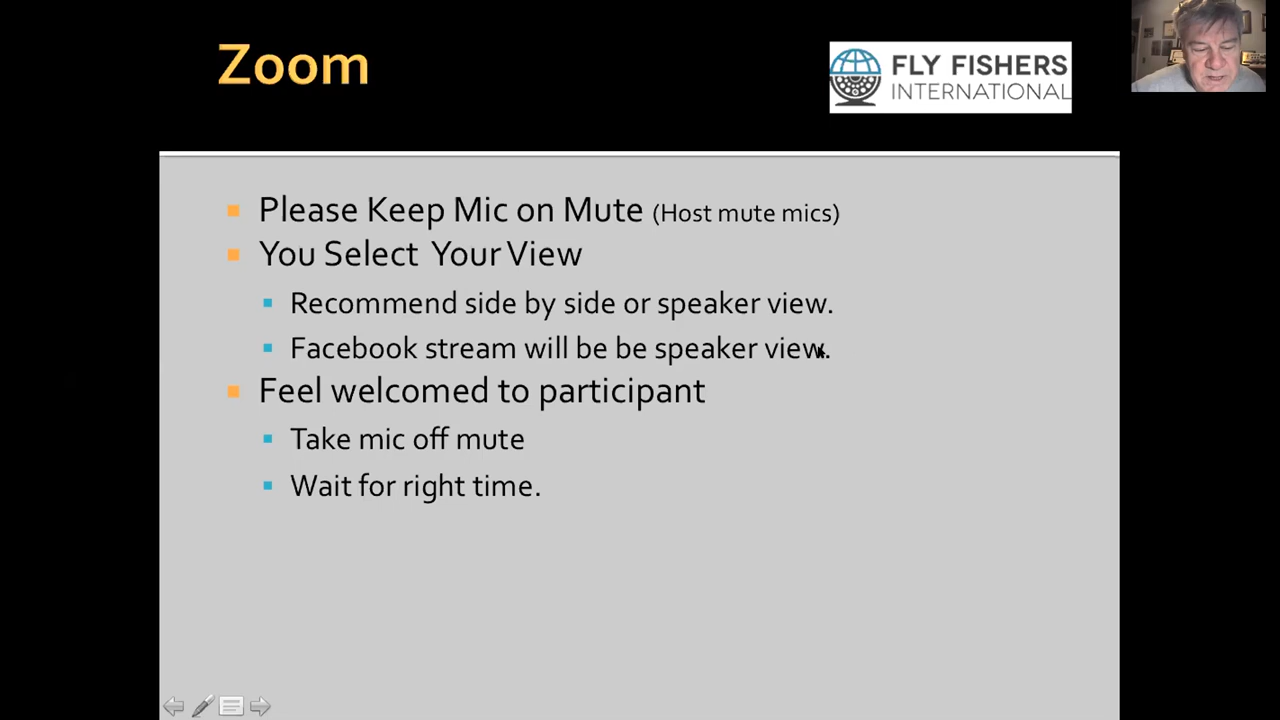 Zoom
FLY FISHERS
INTERNATIONAL
Please Keep Mic on Mute (Host mute mics)
You Select Your View
Recommend side by side or speaker view.
Facebook stream will be be speaker view.
Feel welcomed to participant
Take mic off mute
Wait for right time.